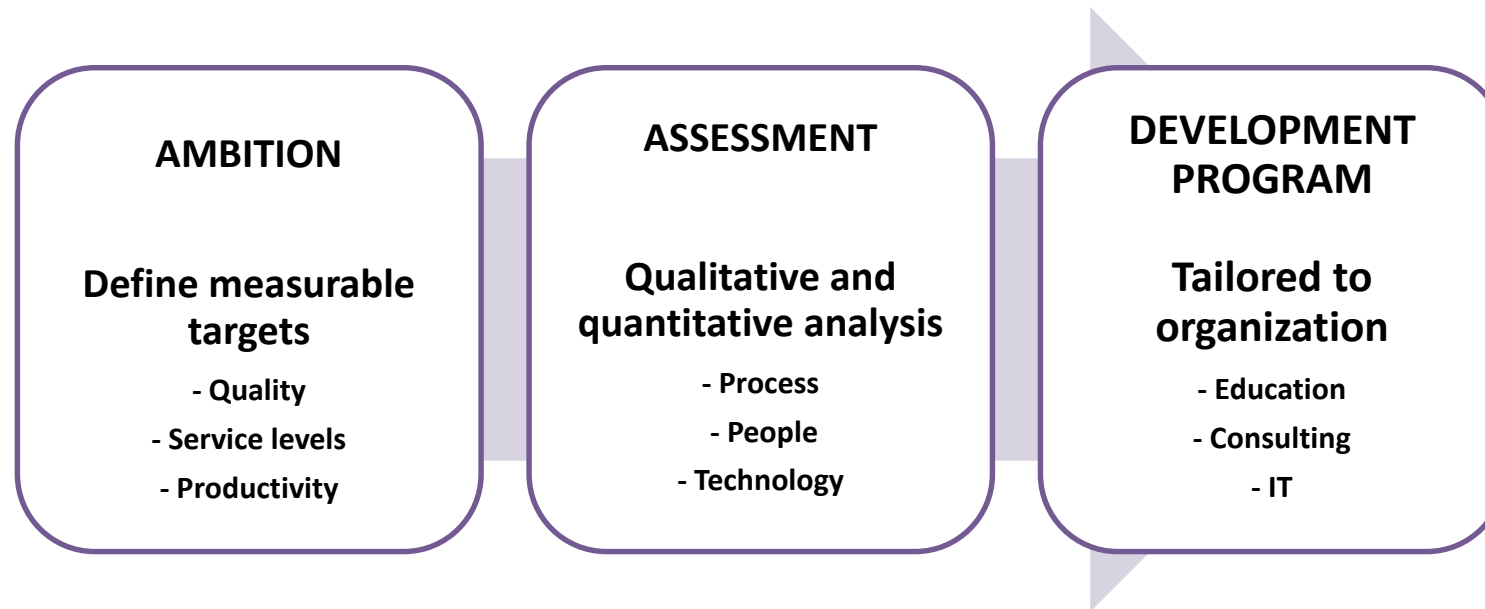 AMBITION
Define measurable
targets
- Quality
- Service levels
- Productivity
ASSESSMENT
Qualitative and
quantitative analysis
- Process
- People
- Technology
DEVELOPMENT
PROGRAM
Tailored to
organization
- Education
- Consulting
- IT